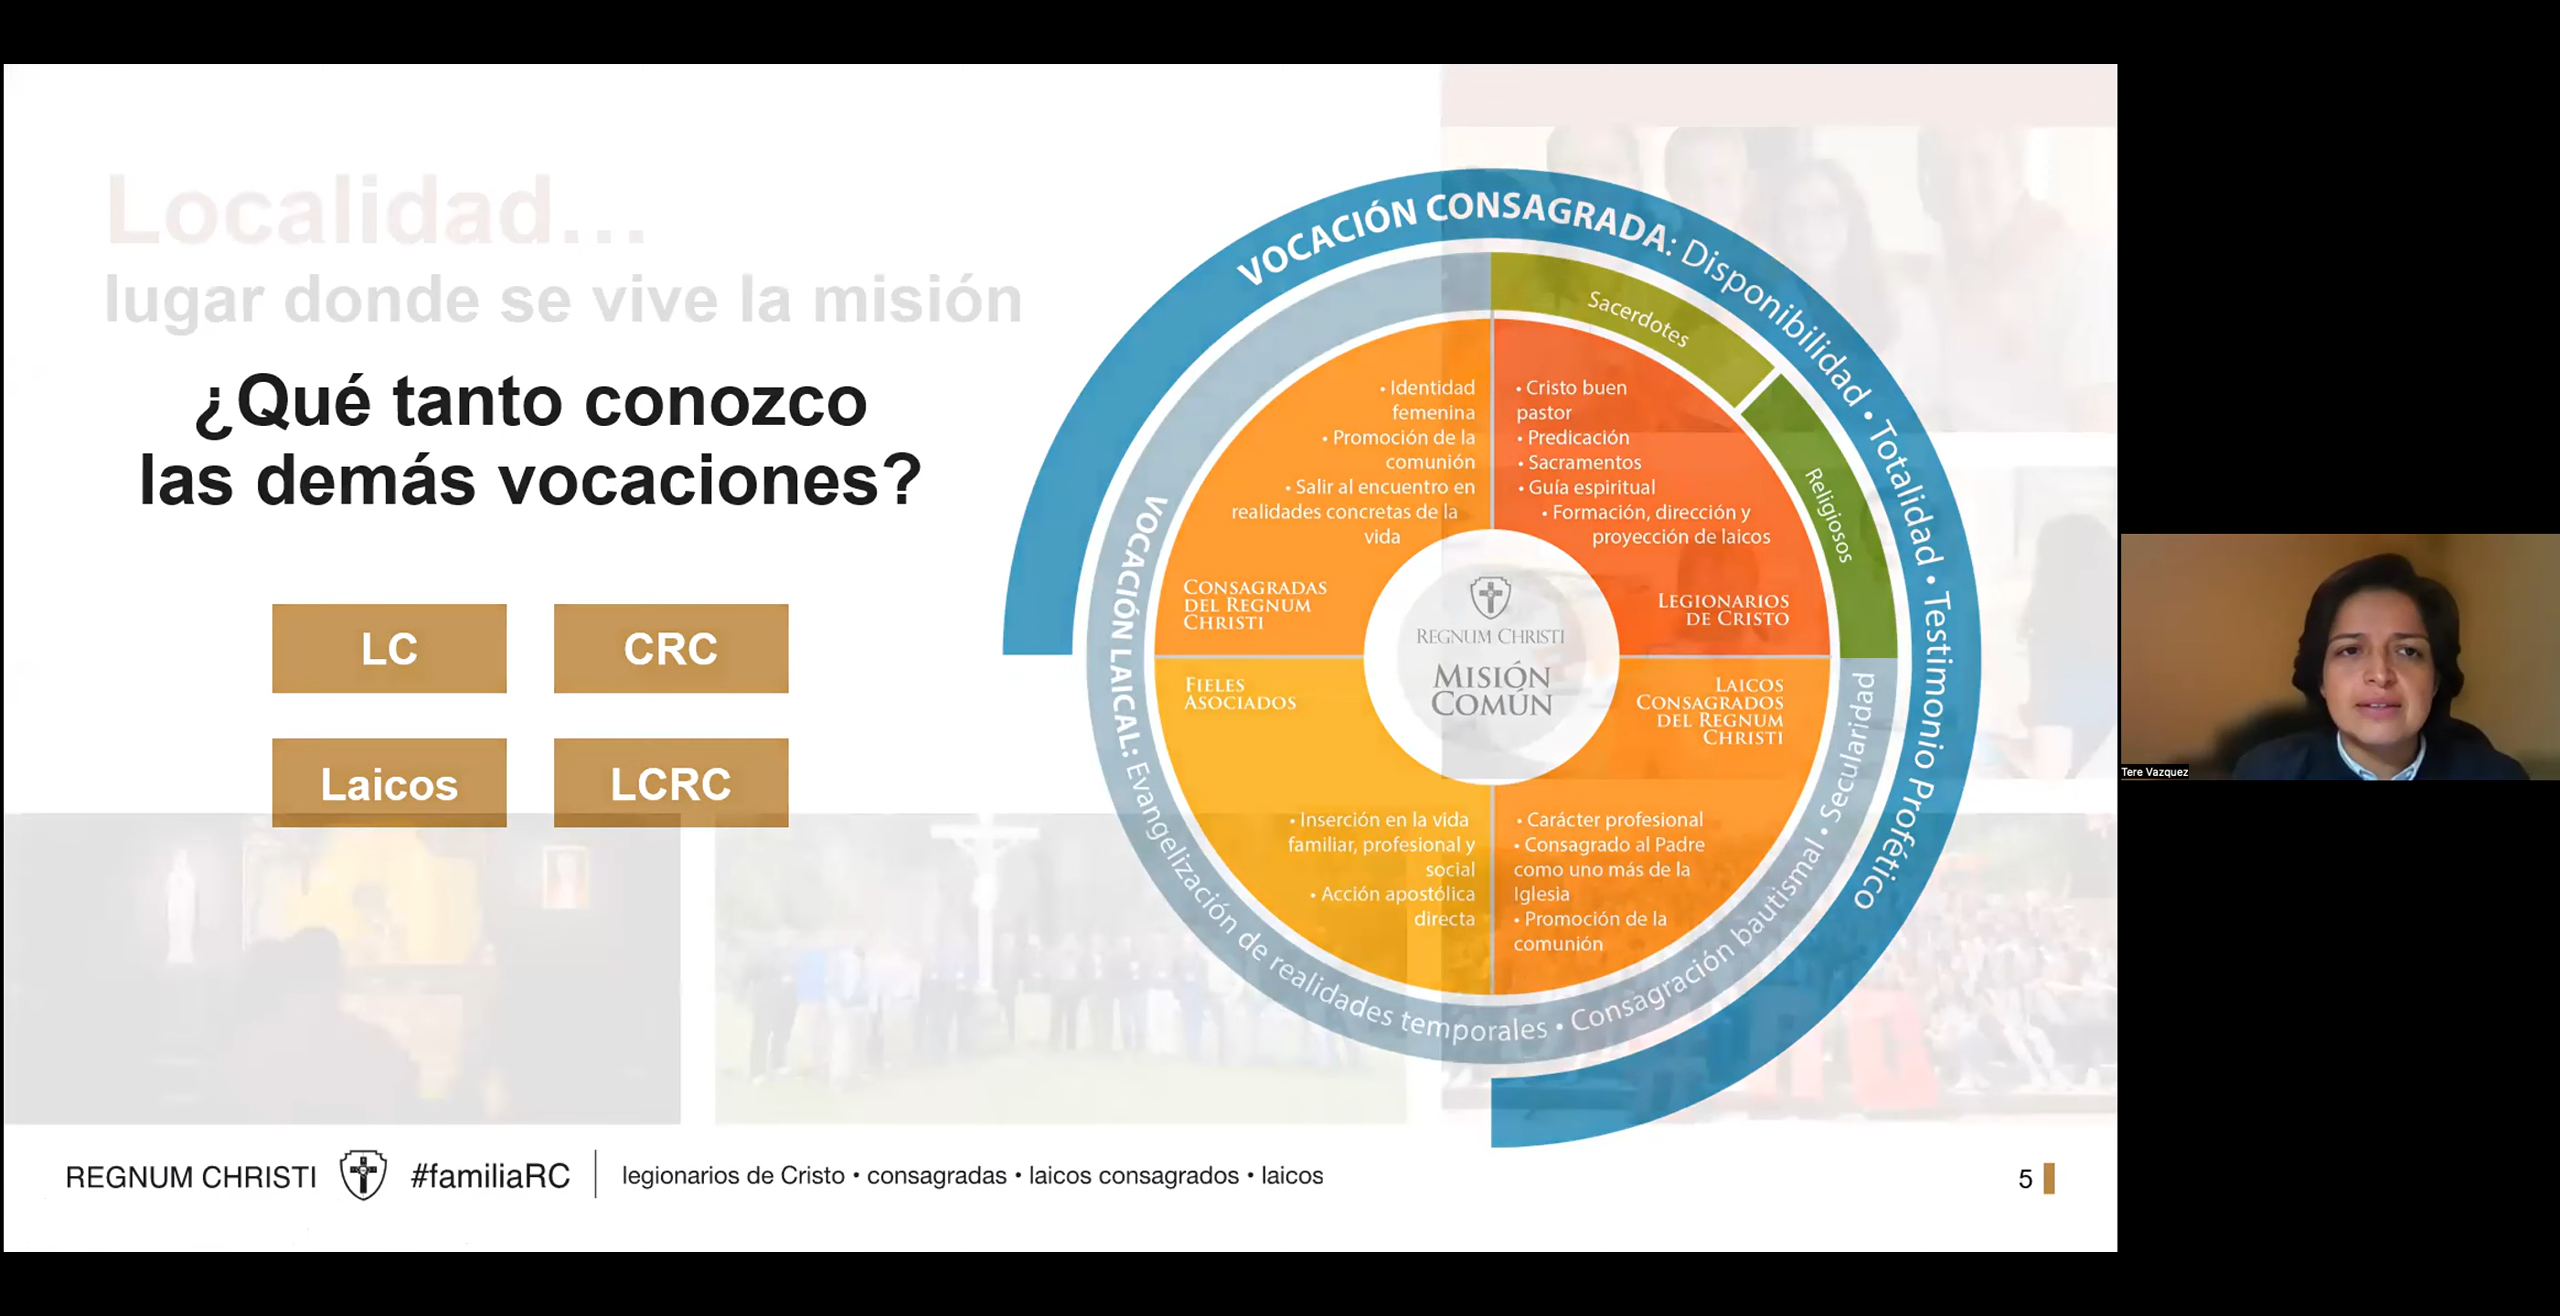 Localidad...
lugar donde se vive la misión
¿Qué tanto conozco
las demás vocaciones?
LC
CRC
Laicos
LCRC
VOCACIÓN CONSAGRADA: Disponibilidad • Totalidad • Testimonio Profético
Sacerdotes
Religiosos
VOCACIÓN LAICAL: Evangelización de realidades temporales • Consagración bautismal • Secularidad
• Identidad
femenina
• Promoción de la
comunión
• Salir al encuentro en
realidades concretas de la
vida
CONSAGRADAS
DEL REGNUM
CHRISTI
• Cristo buen
pastor
• Predicación
• Sacramentos
• Guía espiritual
• Formación, dirección y
proyección de laicos
LEGIONARIOS
DE CRISTO
REGNUM CHRISTI
MISIÓN
COMÚN
FIELES
ASOCIADOS
• Inserción en la vida
familiar, profesional y
social
• Acción apostólica
directa
LAICOS
CONSAGRADOS
DEL REGNUM
CHRISTI
• Carácter profesional
• Consagrado al Padre
como uno más de la
Iglesia
• Promoción de la
comunión
REGNUM CHRISTI #familiaRC legionarios de Cristo • consagradas • laicos consagrados • laicos
5
Tere Vazquez